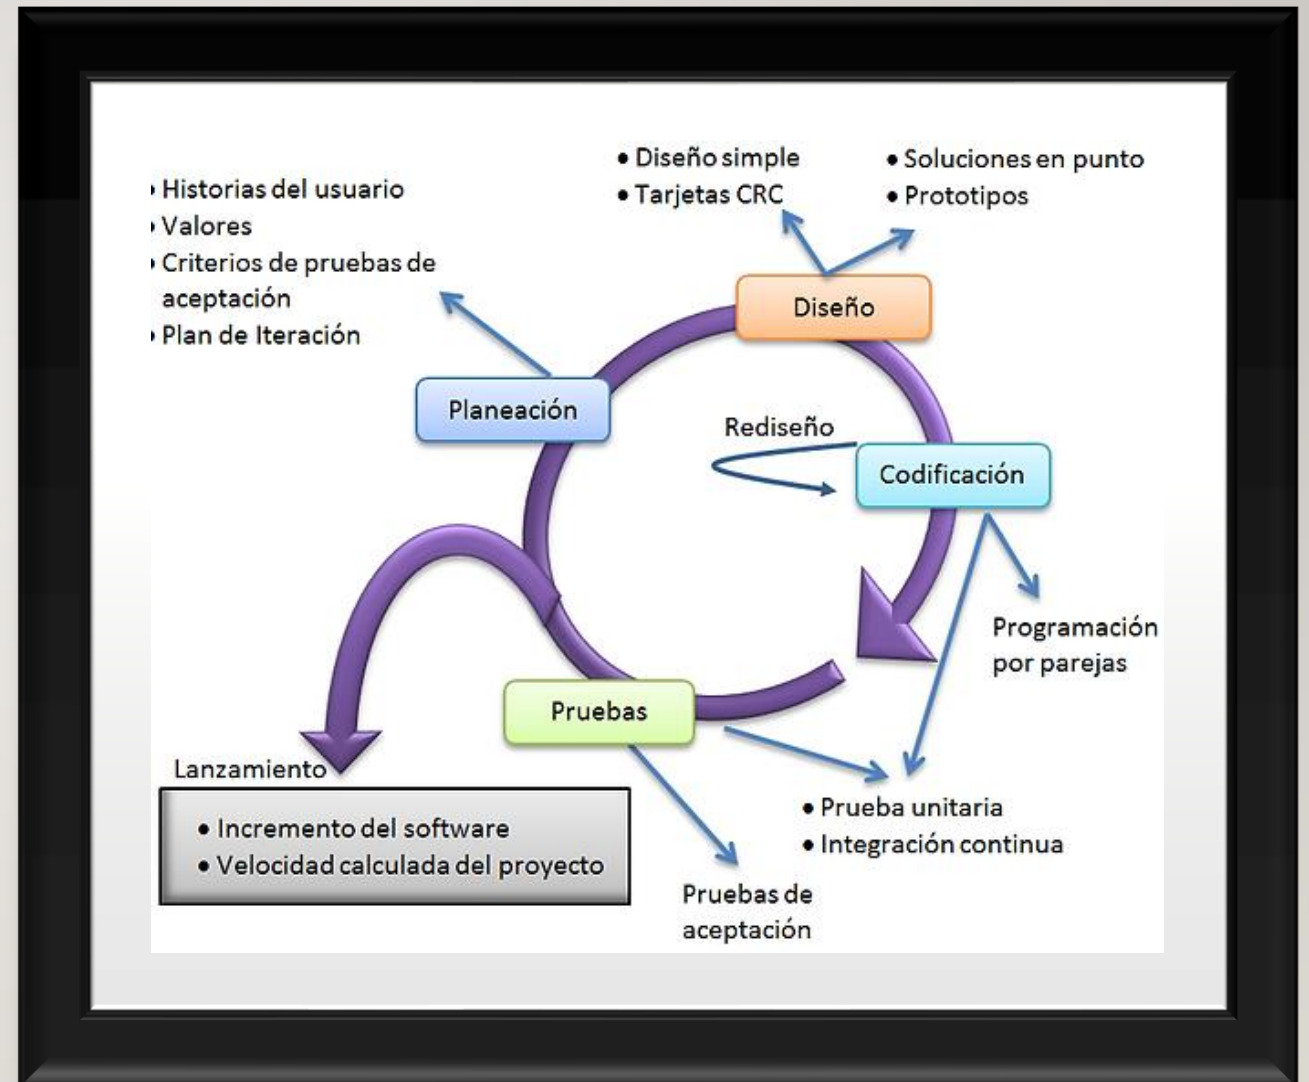 • Diseño simple
• Tarjetas CRC
• Soluciones en punto
• Prototipos
• Historias del usuario
• Valores
• Criterios de pruebas de
aceptación
• Plan de Iteración
Diseño
Planeación
Rediseño
Codificación
Programación
por parejas
Pruebas
Lanzamiento
• Incremento del software
• Velocidad calculada del proyecto
• Prueba unitaria
• Integración continua
Pruebas de
aceptación